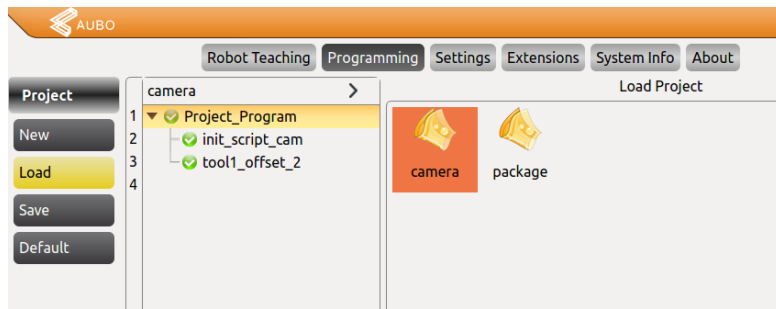 AUBO
Robot Teaching Programming Settings Extensions System Info About
Project
New
Load
Save
Default
camera >
1 Project_Program
2 init_script_cam
3 tool1_offset_2
4
Load Project
camera package